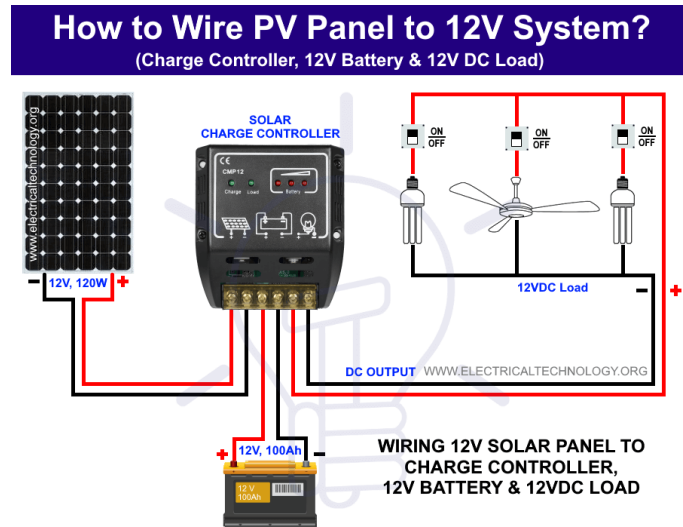 How to Wire PV Panel to 12V System?
(Charge Controller, 12V Battery & 12V DC Load)
www.electricaltechnology.org
SOLAR
CHARGE CONTROLLER
CE
CMP12
Charge Load Battery
ON
OFF
ON
OFF
ON
OFF
- 12V, 120W +
12VDC Load
- +
DC OUTPUT WWW.ELECTRICALTECHNOLOGY.ORG
+ 12V, 100Ah -
12 V
100Ah
WIRING 12V SOLAR PANEL TO
CHARGE CONTROLLER,
12V BATTERY & 12VDC LOAD